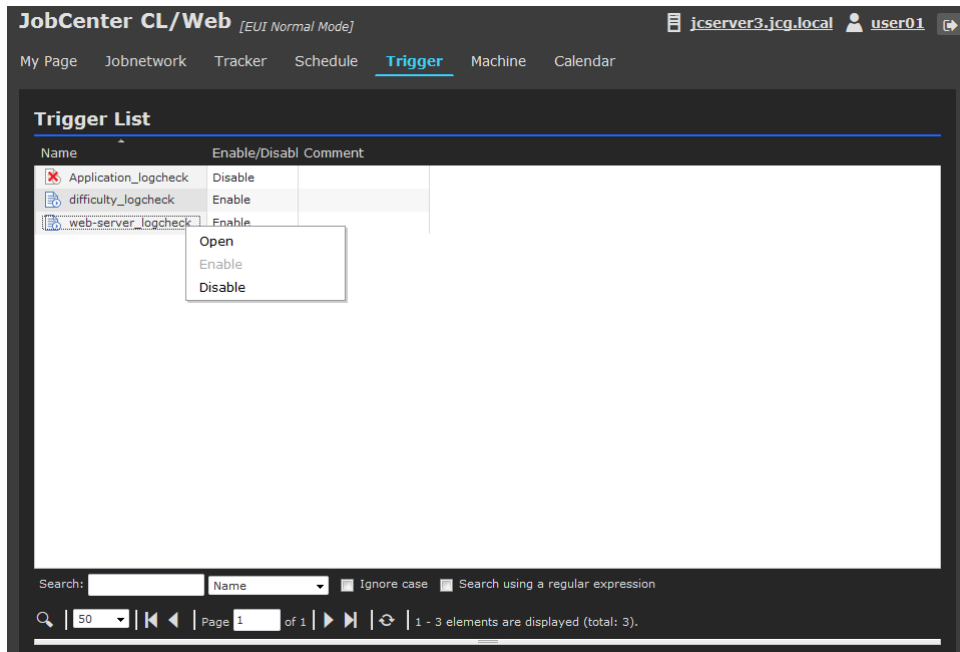 JobCenter CL/Web [EUI Normal Mode] jcserver3.jcg.local user01
My Page Jobnetwork Tracker Schedule Trigger Machine Calendar
Trigger List
Name Enable/Disabl Comment
Application_logcheck Disable
difficulty_logcheck Enable
web-server_logcheck Enable
Open
Enable
Disable
Search: Name Ignore case Search using a regular expression
50 Page 1 of 1 1 - 3 elements are displayed (total: 3).